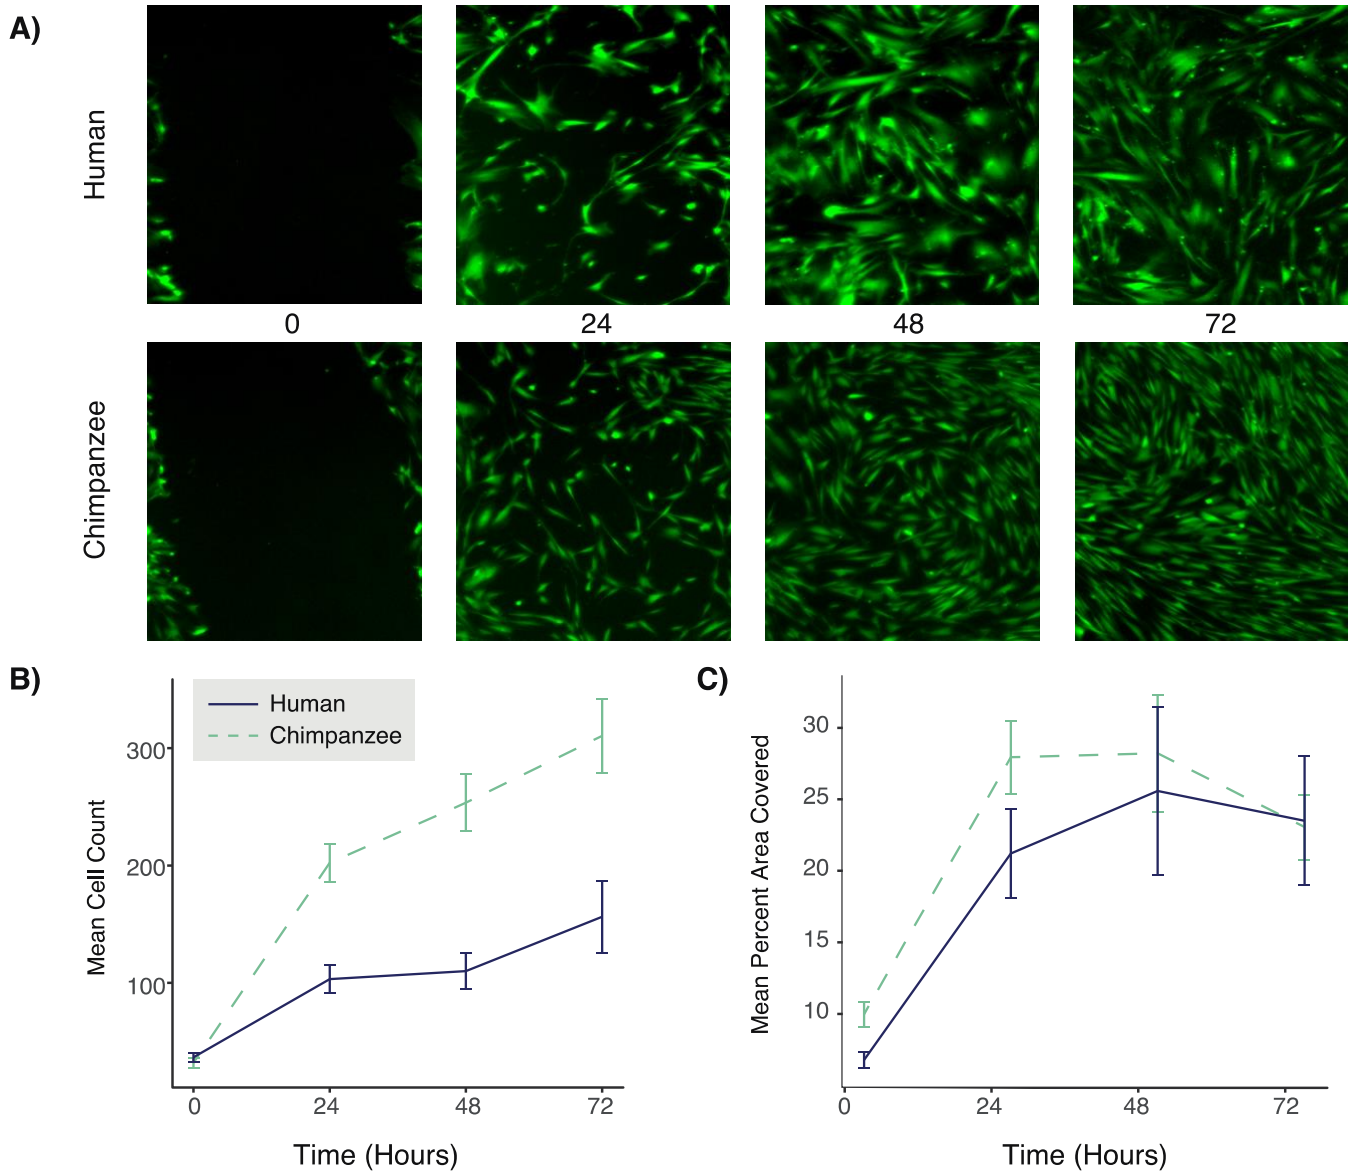 A)
Human
0 24 48 72
Chimpanzee
B)
Human
Chimpanzee
Mean Cell Count
300
200
100
0 24 48 72
Time (Hours)
C)
Mean Percent Area Covered
30
25
20
15
10
0 24 48 72
Time (Hours)